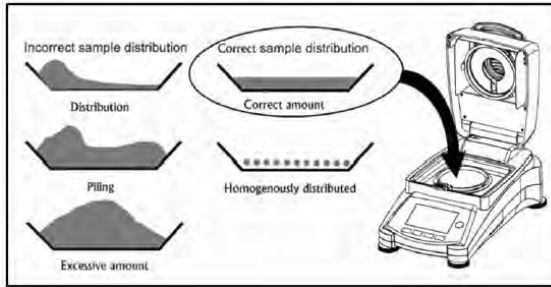 Incorrect sample distribution
Correct sample distribution
Distribution
Correct amount
Piling
Homogenously distributed
Excessive amount